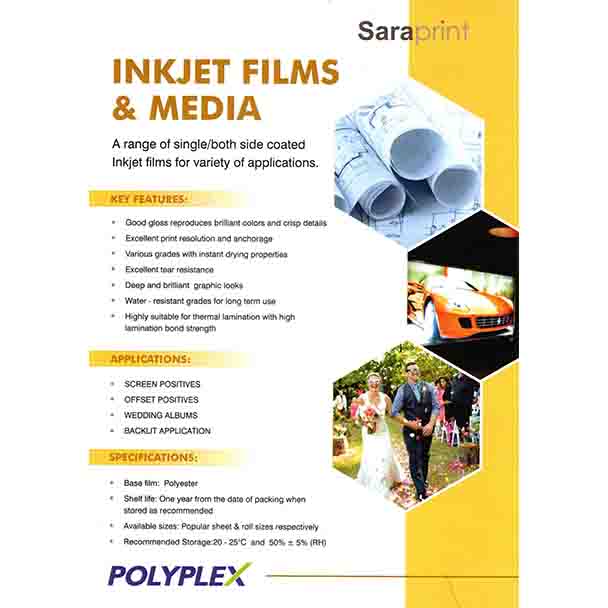 Saraprint
INKJET FILMS
& MEDIA
A range of single/both side coated
Inkjet films for variety of applications.
KEY FEATURES:
Good gloss reproduces brilliant colors and crisp details
Excellent print resolution and anchorage
Various grades with instant drying properties
Excellent tear resistance
Deep and brilliant graphic looks
Water - resistant grades for long term use
Highly suitable for thermal lamination with high
lamination bond strength
APPLICATIONS:
SCREEN POSITIVES
OFFSET POSITIVES
WEDDING ALBUMS
BACKLIT APPLICATION
SPECIFICATIONS:
Base film: Polyester
Shelf life: One year from the date of packing when
stored as recommended
Available sizes: Popular sheet & roll sizes respectively
Recommended Storage:20 - 25°C and 50% ± 5% (RH)
POLYPLEX